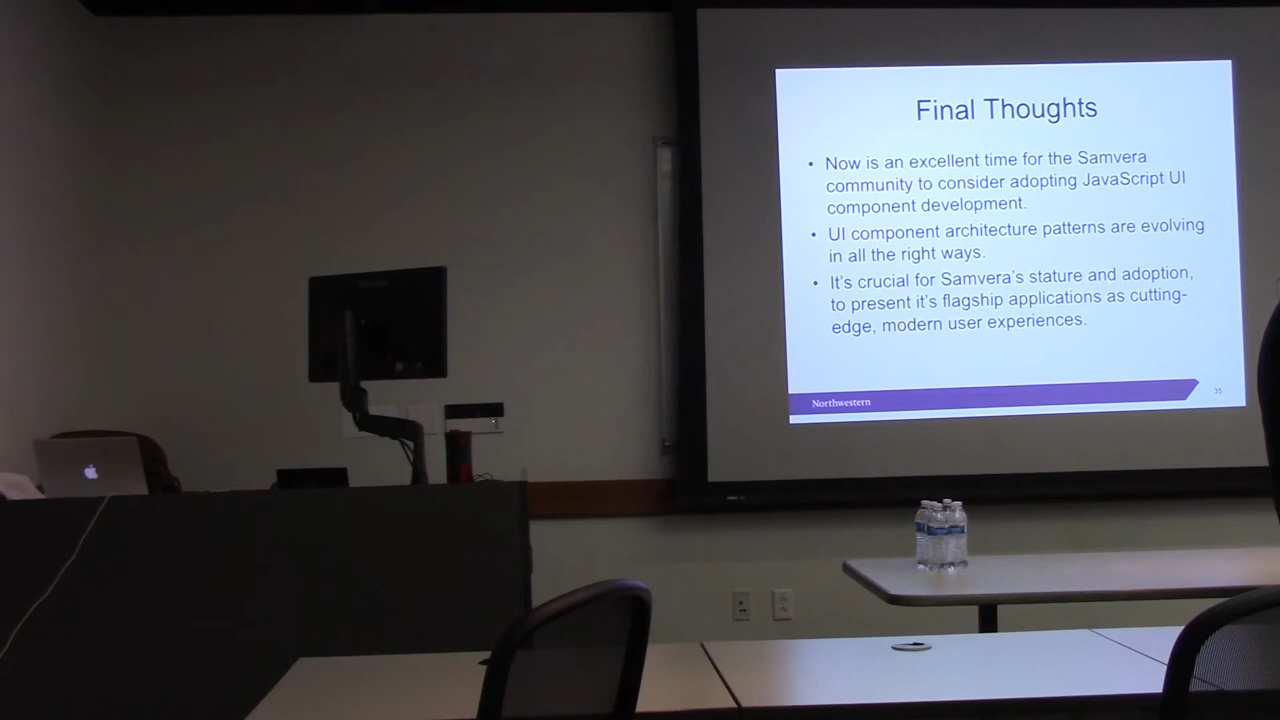 Final Thoughts
• Now is an excellent time for the Samvera
community to consider adopting JavaScript UI
component development.
• UI component architecture patterns are evolving
in all the right ways.
• It's crucial for Samvera's stature and adoption,
to present it's flagship applications as cutting-
edge, modern user experiences.
Northwestern
35